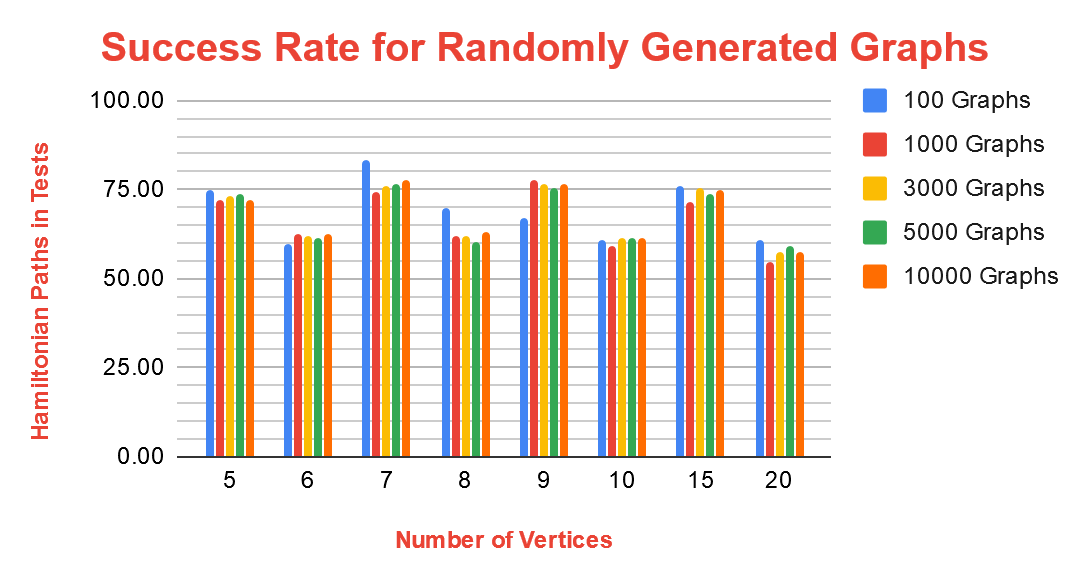 Success Rate for Randomly Generated Graphs
Hamiltonian Paths in Tests
100.00
75.00
50.00
25.00
0.00
5 6 7 8 9 10 15 20
Number of Vertices
100 Graphs
1000 Graphs
3000 Graphs
5000 Graphs
10000 Graphs